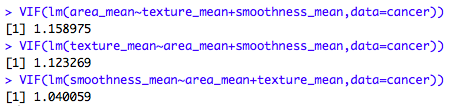 > VIF(lm(area_mean~texture_mean+smoothness_mean,data=cancer))
[1] 1.158975
> VIF(lm(texture_mean~area_mean+smoothness_mean,data=cancer))
[1] 1.123269
> VIF(lm(smoothness_mean~area_mean+texture_mean,data=cancer))
[1] 1.040059